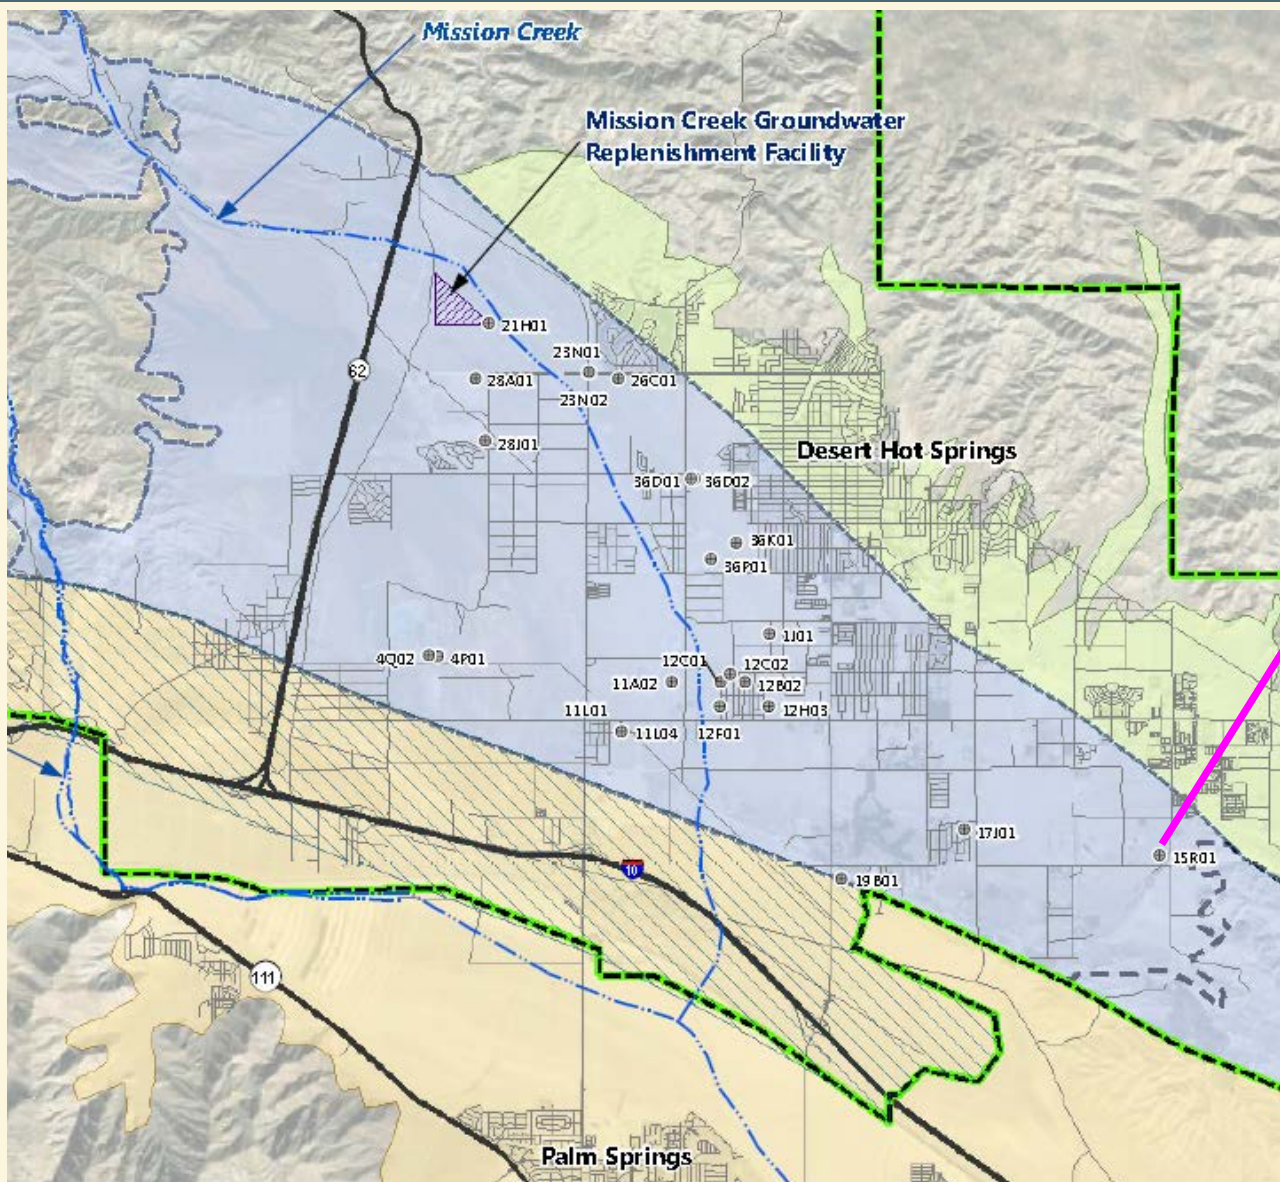 Mission Creek
Mission Creek Groundwater
Replenishment Facility
21H01
23N01
62
28A01
26C01
23N02
28J01
Desert Hot Springs
36D01
36D02
36K01
36P01
1J01
4Q02
4P01
12C01
12C02
11A02
12B02
11L01
12H03
11L04
12F01
17J01
15R01
10
19B01
111
Palm Springs